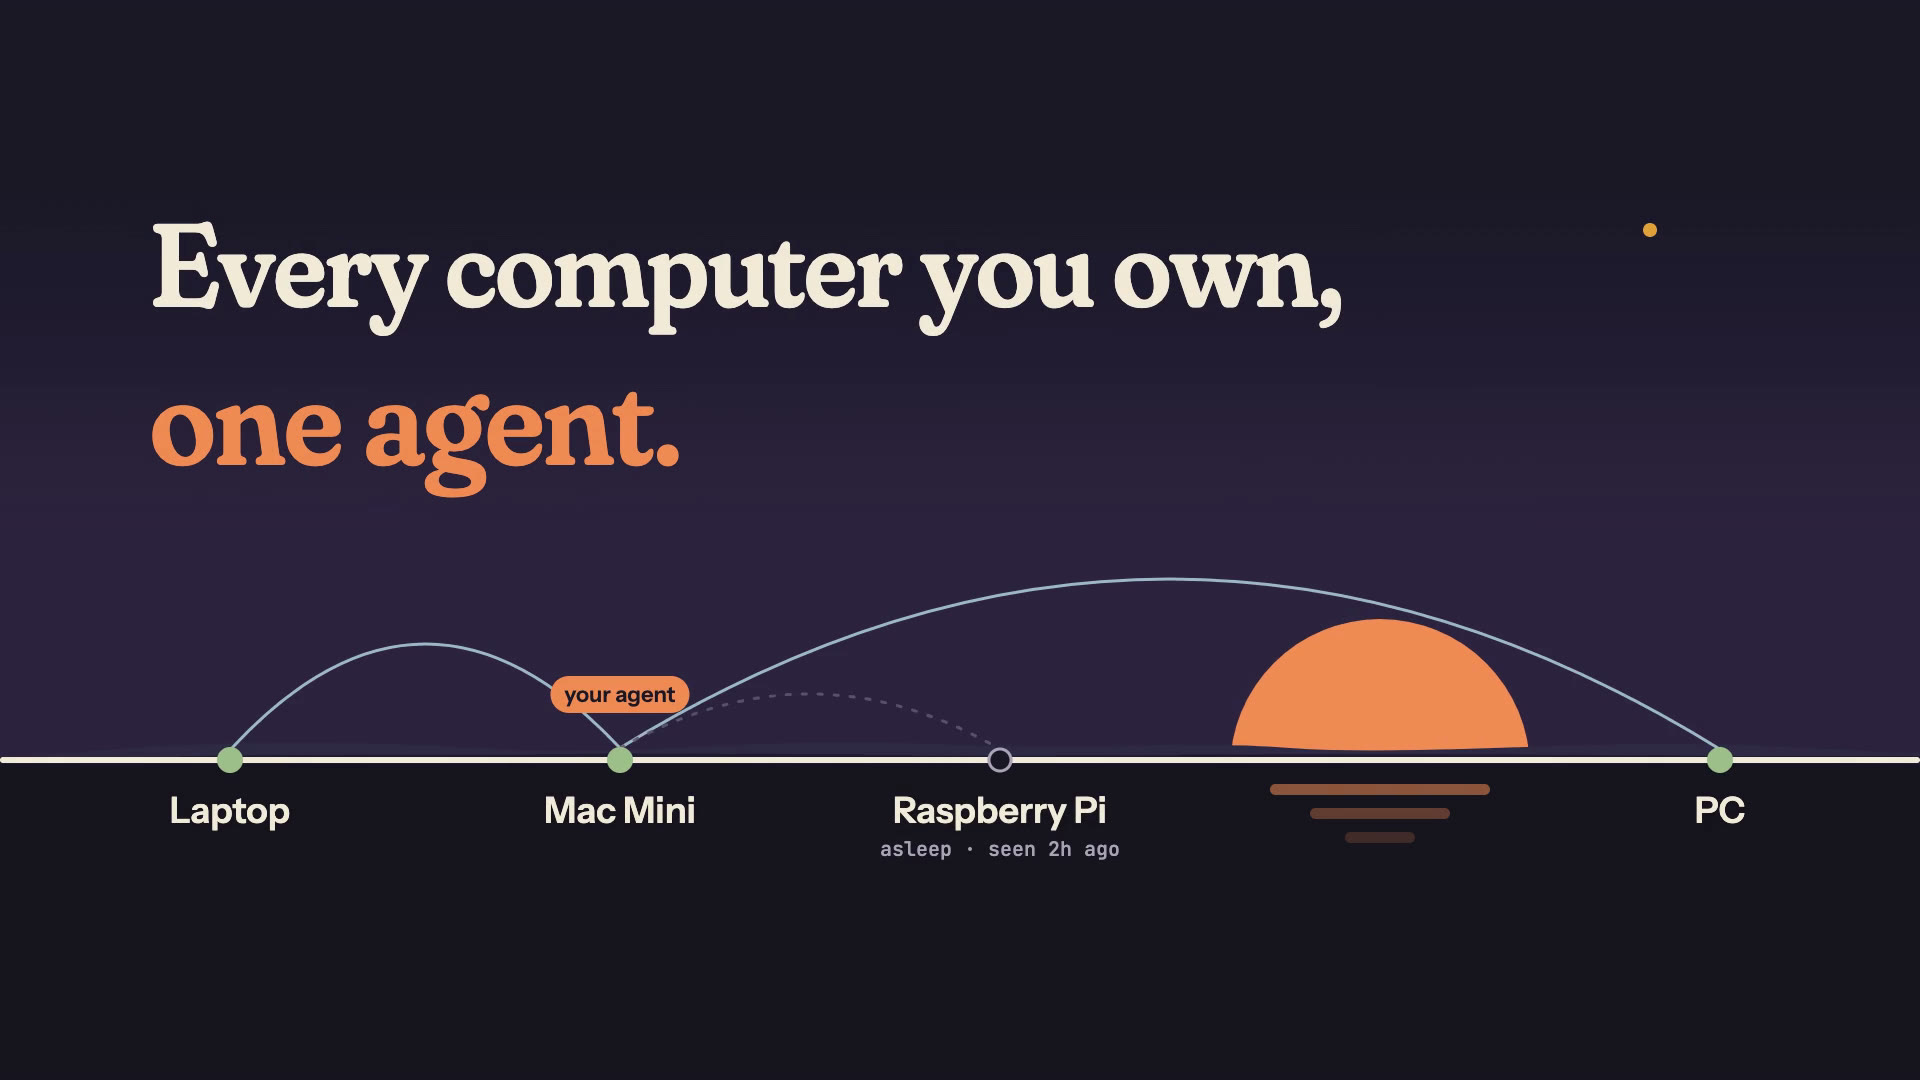 Every computer you own,
one agent.
your agent
Laptop
Mac Mini
Raspberry Pi
PC
asleep · seen 2h ago